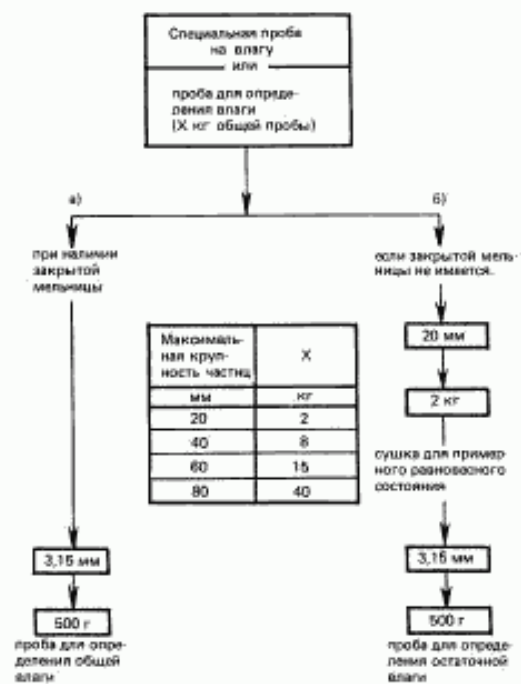 Специальная проба
на влагу
или
проба для опреде-
ления влаги
(Х кг общей пробы)
а)
б)
при наличии
закрытой
мельницы
если закрытой мель-
ницы не имеется.
20 мм
2 кг
Максималь-
ная круп-
ность частиц
Х
мм
кг
20
2
40
8
60
15
80
40
сушка для пример
ного равновесного
состояния
3,15 мм
3,15 мм
500 г
500 г
проба для опре-
деления общей
влаги
проба для опреде-
ления остаточной
влаги